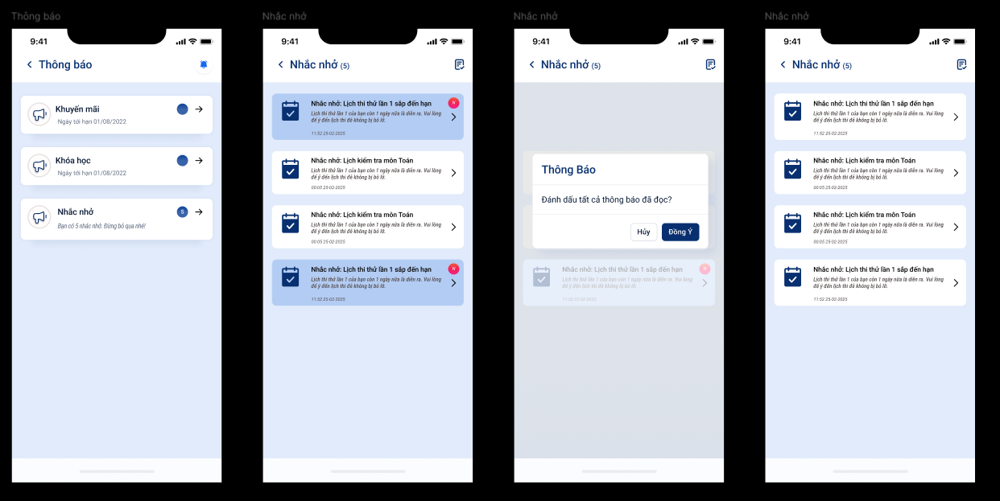 Thông báo
9:41
Thông báo
Khuyến mãi
Ngày tới hạn 01/08/2022
Khóa học
Ngày tới hạn 01/08/2022
Nhắc nhở
5
Bạn có 5 nhắc nhở. Đừng bỏ qua nhé!
Nhắc nhở
9:41
Nhắc nhở (5)
Nhắc nhở: Lịch thi thử lần 1 sắp đến hạn
N
Lịch thi thử lần 1 của bạn còn 1 ngày nữa là diễn ra. Vui lòng
để ý đến lịch thi để không bị bỏ lỡ.
11:52 25-02-2025
Nhắc nhở: Lịch kiểm tra môn Toán
Lịch thi thử lần 1 của bạn còn 1 ngày nữa là diễn ra. Vui lòng
để ý đến lịch thi để không bị bỏ lỡ.
00:05 25-02-2025
Nhắc nhở: Lịch kiểm tra môn Toán
Lịch thi thử lần 1 của bạn còn 1 ngày nữa là diễn ra. Vui lòng
để ý đến lịch thi để không bị bỏ lỡ.
00:05 25-02-2025
Nhắc nhở: Lịch thi thử lần 1 sắp đến hạn
N
Lịch thi thử lần 1 của bạn còn 1 ngày nữa là diễn ra. Vui lòng
để ý đến lịch thi để không bị bỏ lỡ.
11:52 25-02-2025
Nhắc nhở
9:41
Nhắc nhở (5)
Thông Báo
Đánh dấu tất cả thông báo đã đọc?
Hủy
Đồng Ý
Nhắc nhở: Lịch thi thử lần 1 sắp đến hạn
N
Lịch thi thử lần 1 của bạn còn 1 ngày nữa là diễn ra. Vui lòng
để ý đến lịch thi để không bị bỏ lỡ.
11:52 25-02-2025
Nhắc nhở
9:41
Nhắc nhở (5)
Nhắc nhở: Lịch thi thử lần 1 sắp đến hạn
Lịch thi thử lần 1 của bạn còn 1 ngày nữa là diễn ra. Vui lòng
để ý đến lịch thi để không bị bỏ lỡ.
11:52 25-02-2025
Nhắc nhở: Lịch kiểm tra môn Toán
Lịch thi thử lần 1 của bạn còn 1 ngày nữa là diễn ra. Vui lòng
để ý đến lịch thi để không bị bỏ lỡ.
00:05 25-02-2025
Nhắc nhở: Lịch kiểm tra môn Toán
Lịch thi thử lần 1 của bạn còn 1 ngày nữa là diễn ra. Vui lòng
để ý đến lịch thi để không bị bỏ lỡ.
00:05 25-02-2025
Nhắc nhở: Lịch thi thử lần 1 sắp đến hạn
Lịch thi thử lần 1 của bạn còn 1 ngày nữa là diễn ra. Vui lòng
để ý đến lịch thi để không bị bỏ lỡ.
11:52 25-02-2025